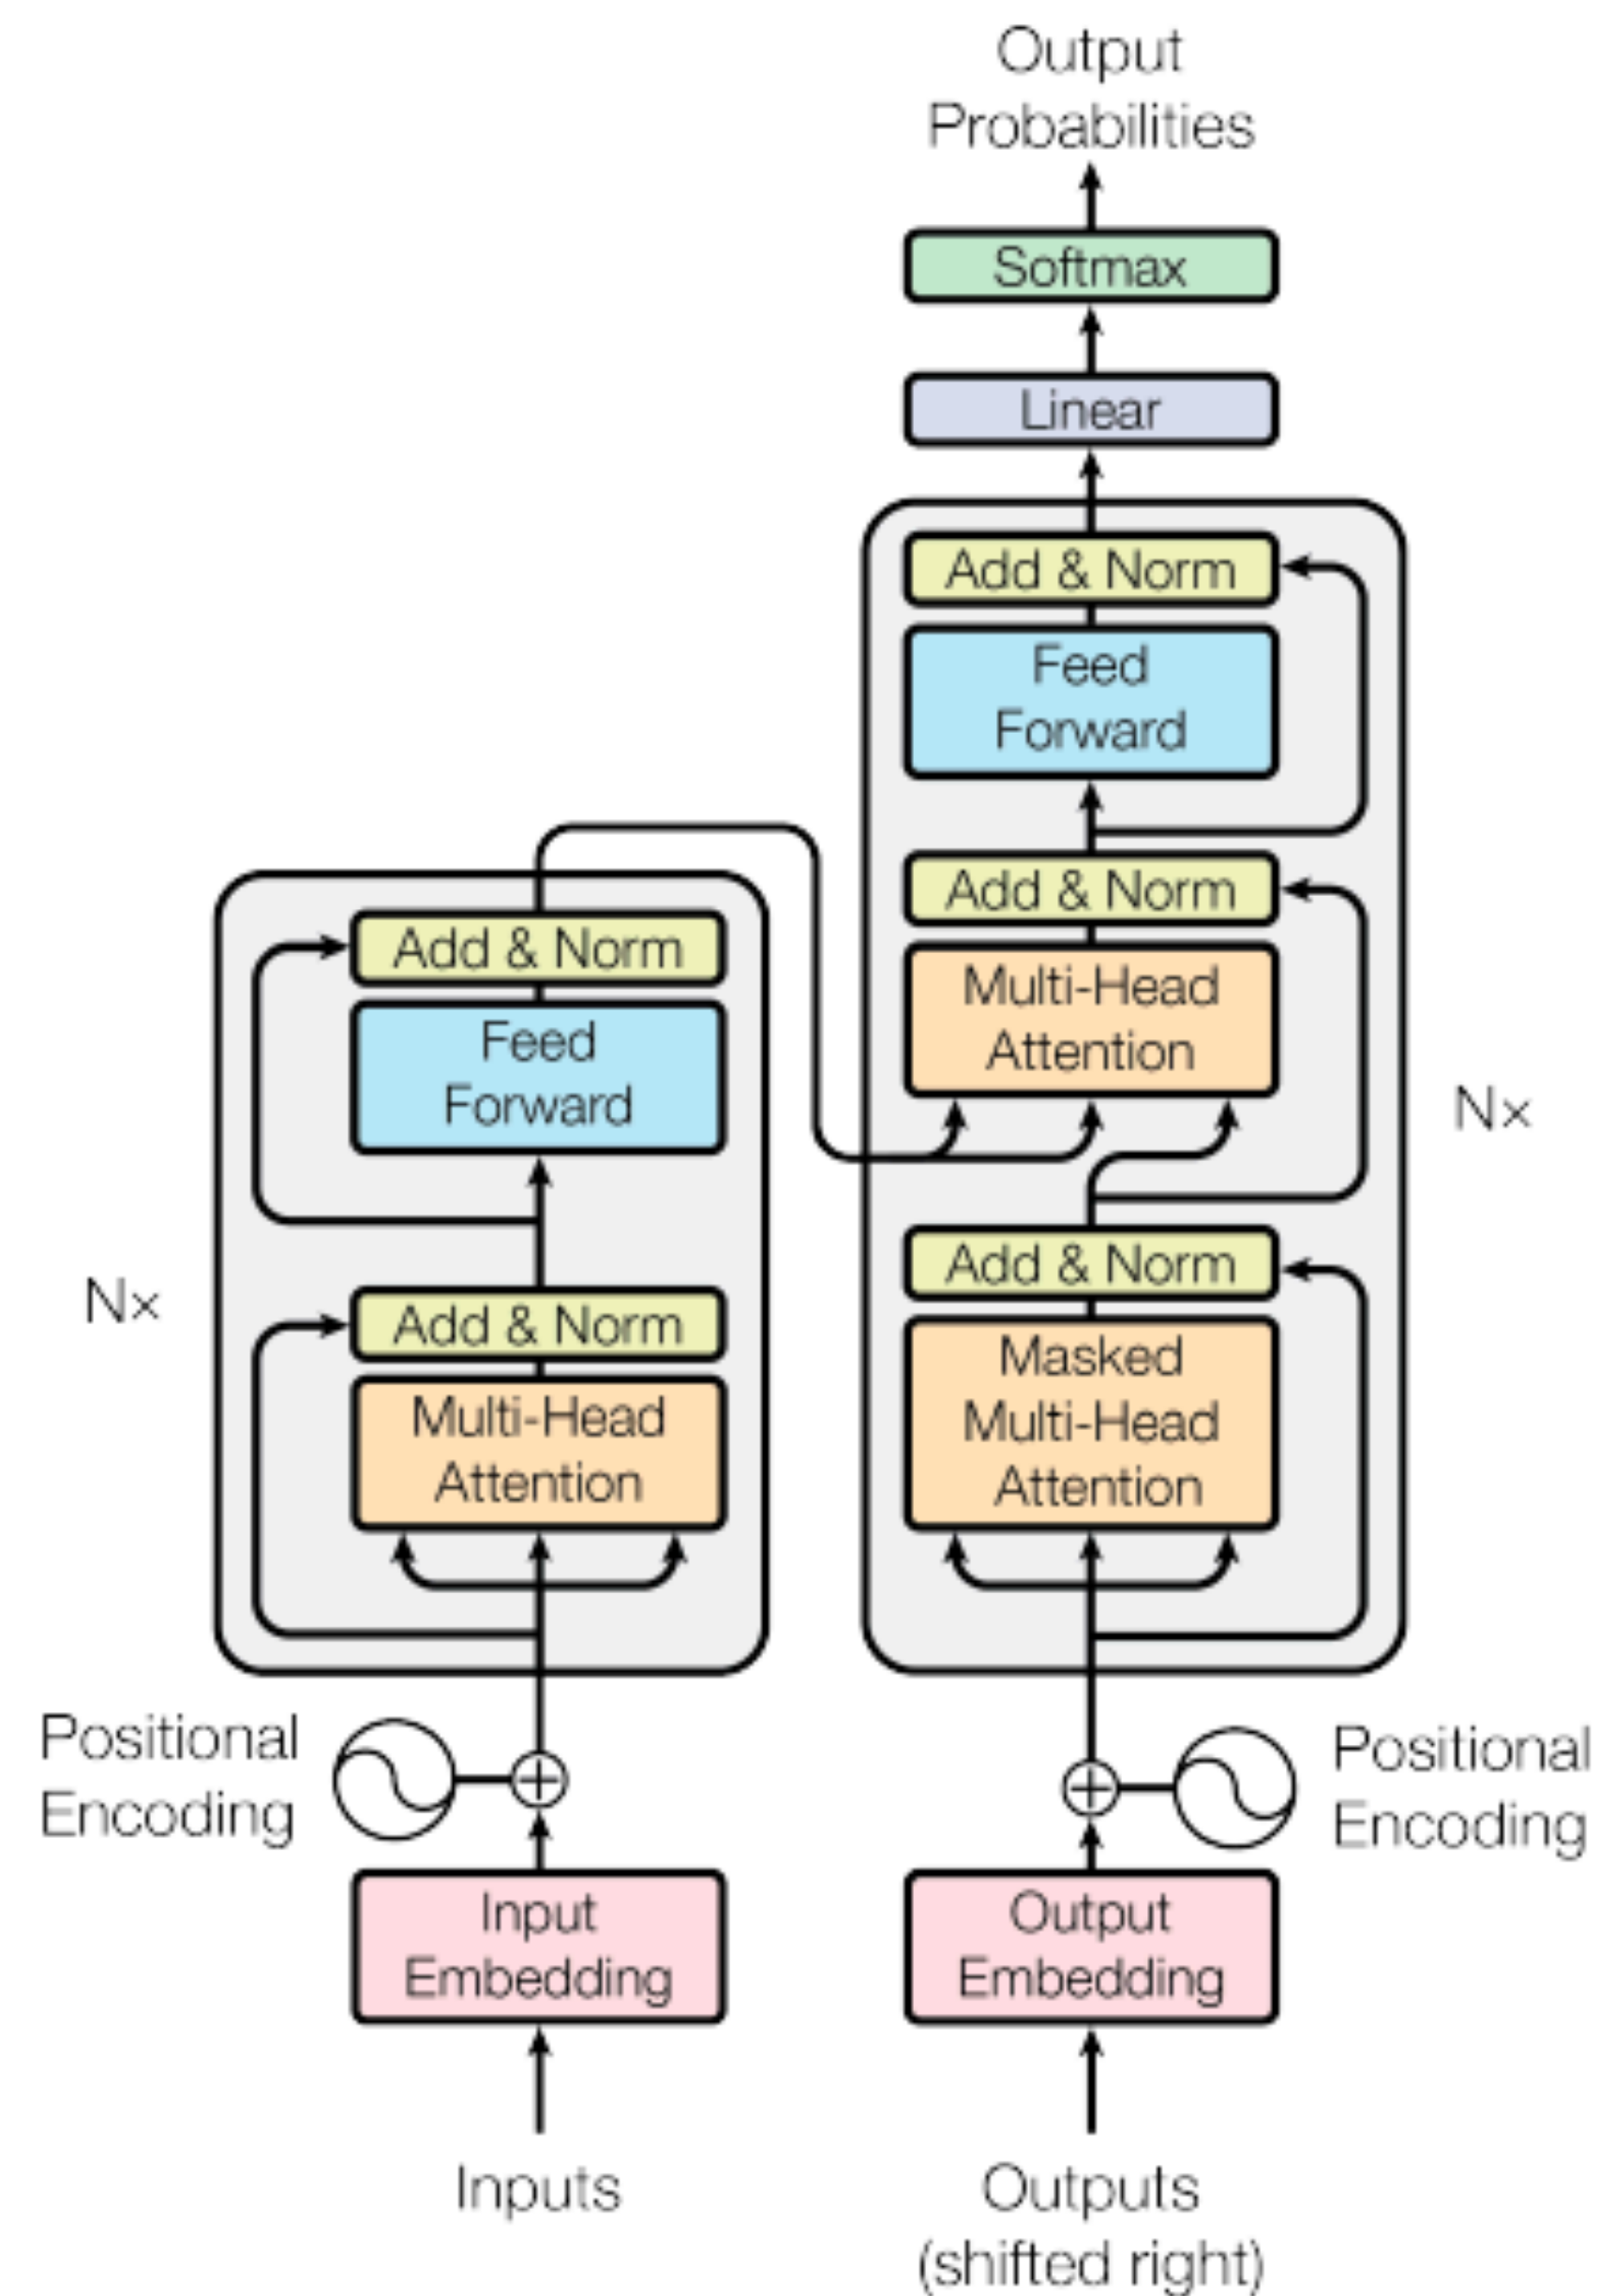 Output
Probabilities
Softmax
Linear
Add & Norm
Feed
Forward
Add & Norm
Multi-Head
Attention
Add & Norm
Masked
Multi-Head
Attention
Nx
Add & Norm
Feed
Forward
Add & Norm
Multi-Head
Attention
Nx
Positional
Encoding
Positional
Encoding
Input
Embedding
Output
Embedding
Inputs
Outputs
(shifted right)